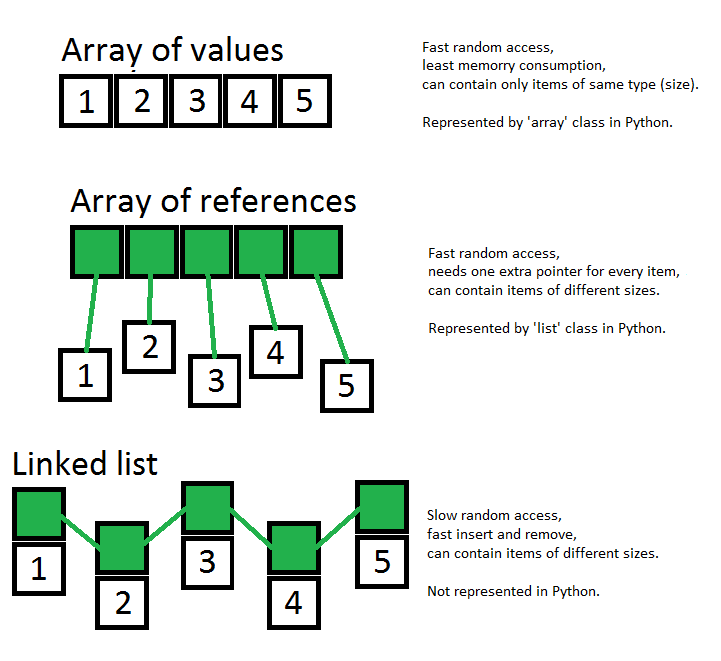 Array of values
Fast random access,
least memorry consumption,
can contain only items of same type (size).
1 2 3 4 5
Represented by 'array' class in Python.
Array of references
Fast random access,
needs one extra pointer for every item,
can contain items of different sizes.
Represented by 'list' class in Python.
1 2 3 4 5
Linked list
Slow random access,
fast insert and remove,
can contain items of different sizes.
Not represented in Python.
1 2 3 4 5